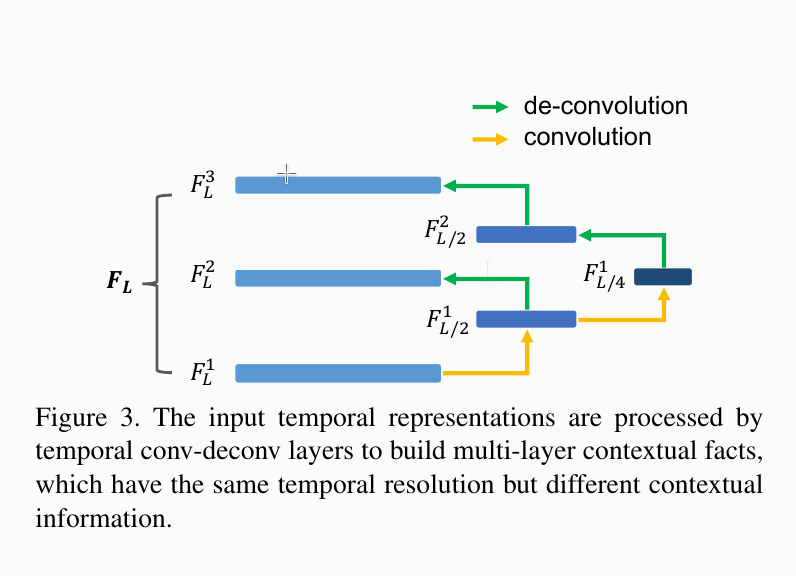 de-convolution
convolution
F_L^3
F_{L/2}^2
F_L^2
F_{L/4}^1
F_L
F_{L/2}^1
F_L^1
Figure 3. The input temporal representations are processed by
temporal conv-deconv layers to build multi-layer contextual facts,
which have the same temporal resolution but different contextual
information.